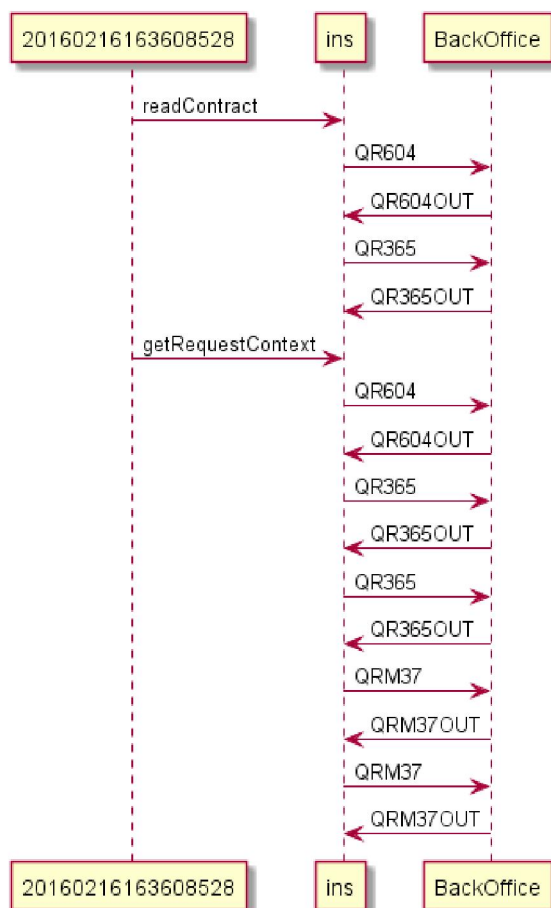 20160216163608528 ins BackOffice
readContract
QR604
QR604OUT
QR365
QR365OUT
getRequestContext
QR604
QR604OUT
QR365
QR365OUT
QR365
QR365OUT
QRM37
QRM37OUT
QRM37
QRM37OUT
20160216163608528 ins BackOffice